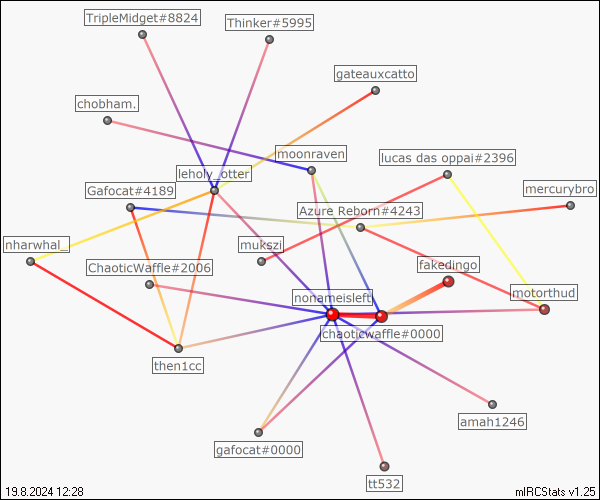 TripleMidget#8824
Thinker#5995
gateauxcatto
chobham.
moonraven
lucas das oppai#2396
leholy_otter
Gafocat#4189
mercurybro
Azure Reborn#4243
nharwhal_
mukszi
ChaoticWaffle#2006
fakedingo
nonameisleft
motorthud
chaoticwaffle#0000
then1cc
amah1246
gafocat#0000
tt532
19.8.2024 12:28
mIRCStats v1.25